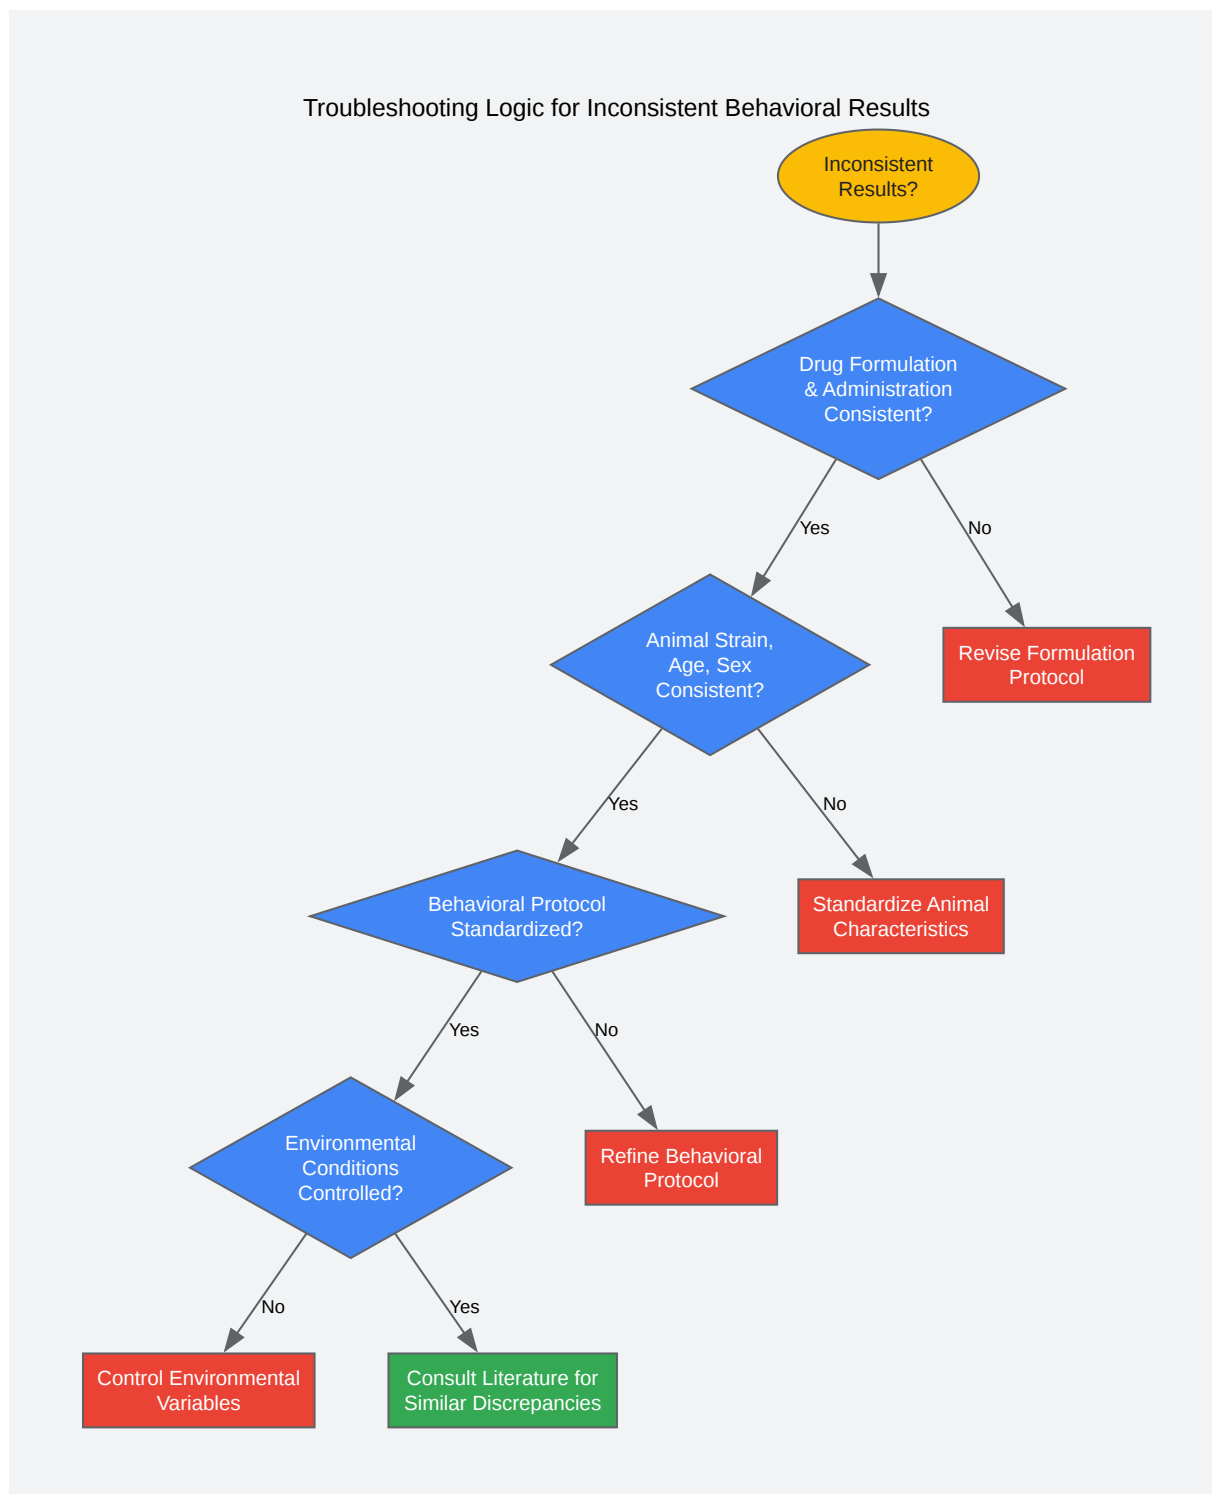 Troubleshooting Logic for Inconsistent Behavioral Results
Inconsistent
Results?
Drug Formulation
& Administration
Consistent?
Yes
No
Animal Strain,
Age, Sex
Consistent?
Revise Formulation
Protocol
Yes
No
Behavioral Protocol
Standardized?
Standardize Animal
Characteristics
Yes
No
Environmental
Conditions
Controlled?
Refine Behavioral
Protocol
No
Yes
Control Environmental
Variables
Consult Literature for
Similar Discrepancies